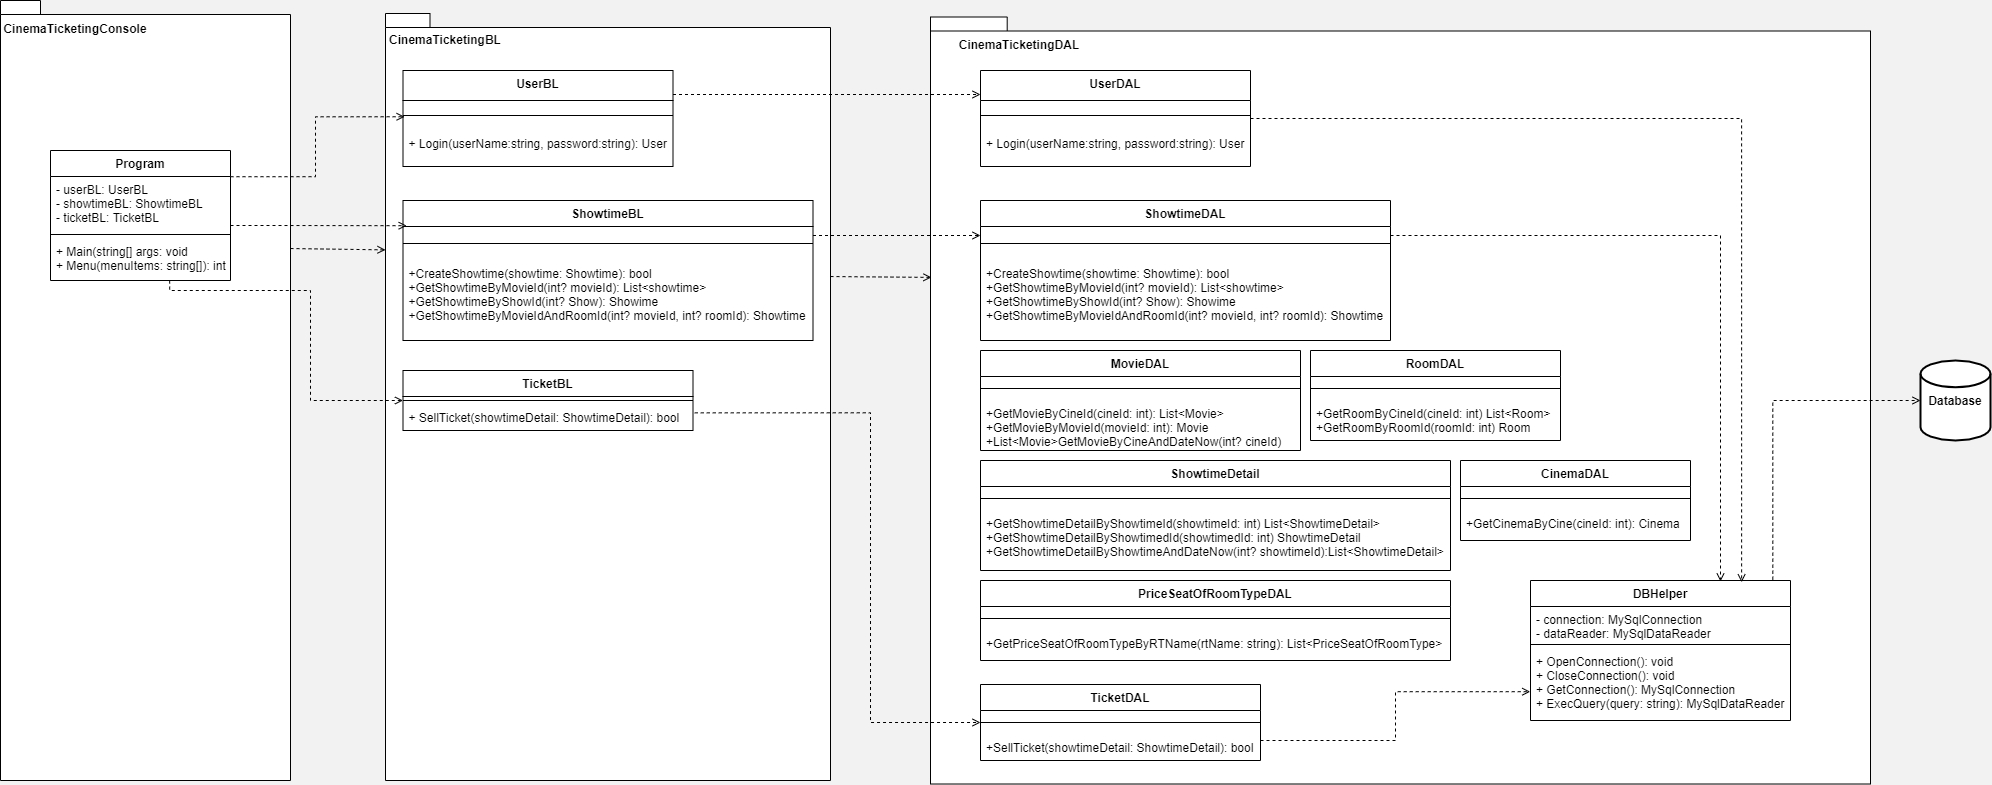 CinemaTicketingConsole
Program
- userBL: UserBL
- showtimeBL: ShowtimeBL
- ticketBL: TicketBL
+ Main(string[] args: void
+ Menu(menuItems: string[]): int
CinemaTicketingBL
UserBL
+ Login(userName:string, password:string): User
ShowtimeBL
+CreateShowtime(showtime: Showtime): bool
+GetShowtimeByMovieId(int? movieId): List<showtime>
+GetShowtimeByShowId(int? Show): Showime
+GetShowtimeByMovieIdAndRoomId(int? movieId, int? roomId): Showtime
TicketBL
+ SellTicket(showtimeDetail: ShowtimeDetail): bool
CinemaTicketingDAL
UserDAL
+ Login(userName:string, password:string): User
ShowtimeDAL
+CreateShowtime(showtime: Showtime): bool
+GetShowtimeByMovieId(int? movieId): List<showtime>
+GetShowtimeByShowId(int? Show): Showime
+GetShowtimeByMovieIdAndRoomId(int? movieId, int? roomId): Showtime
MovieDAL
+GetMovieByCineId(cineId: int): List<Movie>
+GetMovieByMovieId(movieId: int): Movie
+List<Movie>GetMovieByCineAndDateNow(int? cineId)
RoomDAL
+GetRoomByCineId(cineId: int) List<Room>
+GetRoomByRoomId(roomId: int) Room
ShowtimeDetail
+GetShowtimeDetailByShowtimeId(showtimeId: int) List<ShowtimeDetail>
+GetShowtimeDetailByShowtimedId(showtimedId: int) ShowtimeDetail
+GetShowtimeDetailByShowtimeAndDateNow(int? showtimeId):List<ShowtimeDetail>
CinemaDAL
+GetCinemaByCine(cineId: int): Cinema
PriceSeatOfRoomTypeDAL
+GetPriceSeatOfRoomTypeByRTName(rtName: string): List<PriceSeatOfRoomType>
DBHelper
- connection: MySqlConnection
- dataReader: MySqlDataReader
+ OpenConnection(): void
+ CloseConnection(): void
+ GetConnection(): MySqlConnection
+ ExecQuery(query: string): MySqlDataReader
TicketDAL
+SellTicket(showtimeDetail: ShowtimeDetail): bool
Database